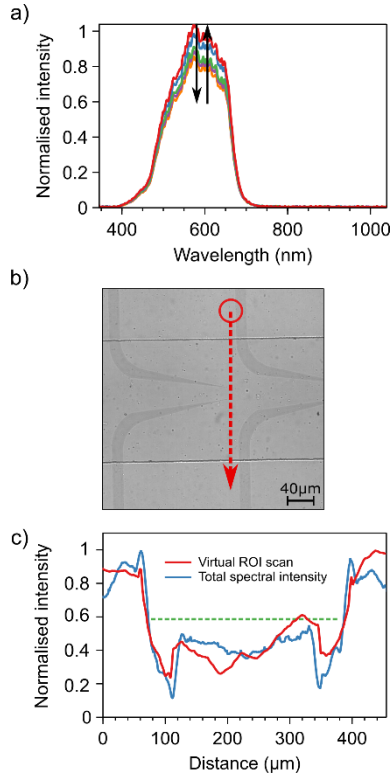 a)
Normalised intensity
1
0.8
0.6
0.4
0.2
0
400 600 800 1000
Wavelength (nm)
b)
40µm
c)
Normalised intensity
1
0.8
0.6
0.4
0.2
0
Virtual ROI scan
Total spectral intensity
0 100 200 300 400
Distance (µm)